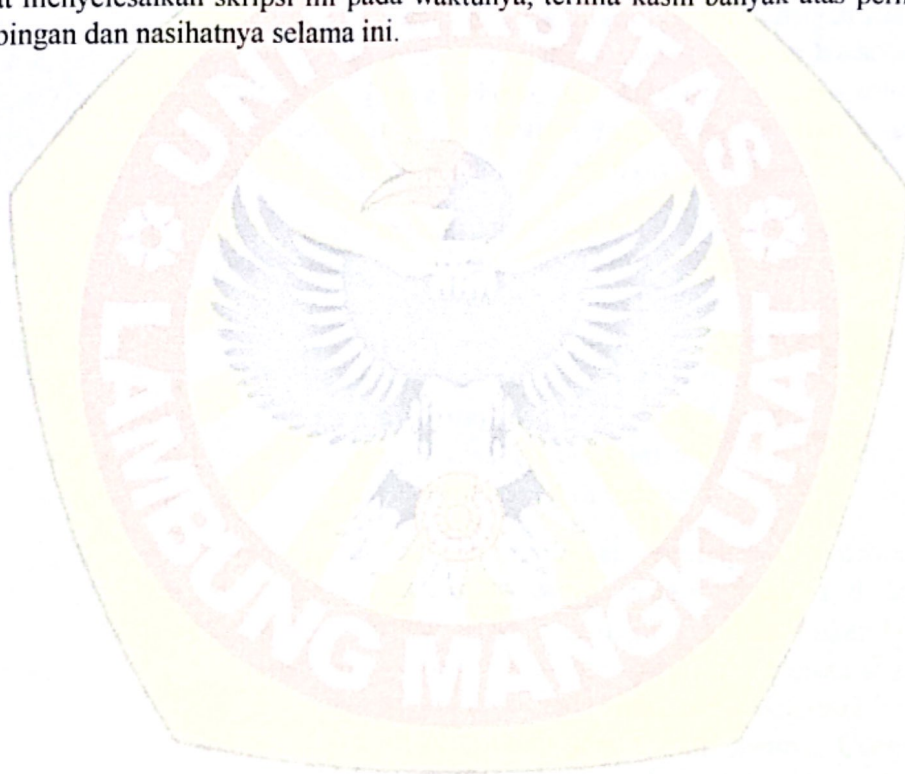 menyelesaikan skripsi ini pada waktunya, terima kasih banyak atas
dan nasihatnya selama ini.
UNIVERSITAS
LAMBUNG MANGKURAT